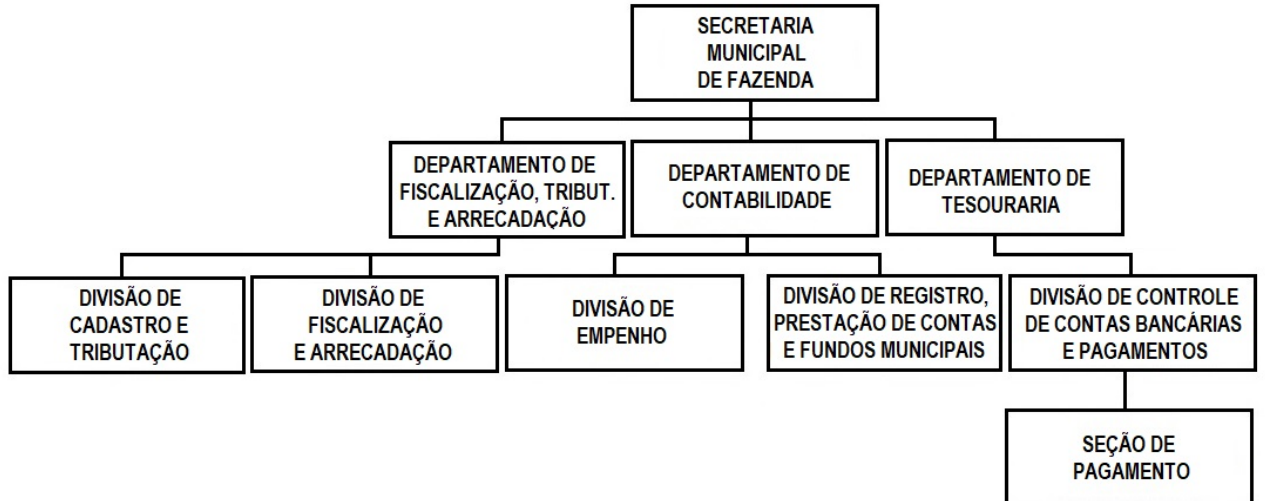 SECRETARIA
MUNICIPAL
DE FAZENDA
DEPARTAMENTO DE
FISCALIZAÇÃO, TRIBUT.
E ARRECADAÇÃO
DEPARTAMENTO DE
CONTABILIDADE
DEPARTAMENTO DE
TESOURARIA
DIVISÃO DE
CADASTRO E
TRIBUTAÇÃO
DIVISÃO DE
FISCALIZAÇÃO
E ARRECADAÇÃO
DIVISÃO DE
EMPENHO
DIVISÃO DE REGISTRO,
PRESTAÇÃO DE CONTAS
E FUNDOS MUNICIPAIS
DIVISÃO DE CONTROLE
DE CONTAS BANCÁRIAS
E PAGAMENTOS
SEÇÃO DE
PAGAMENTO